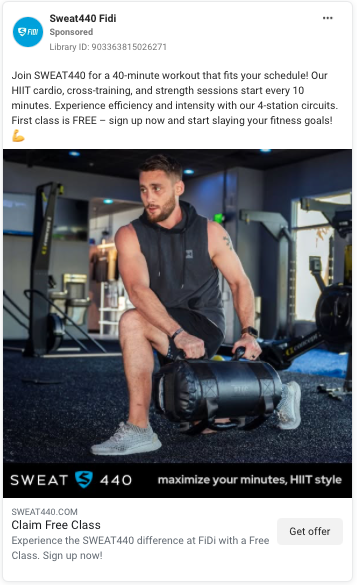 Sweat440 Fidi
Sponsored
Library ID: 903363815026271
Join SWEAT440 for a 40-minute workout that fits your schedule! Our
HIIT cardio, cross-training, and strength sessions start every 10
minutes. Experience efficiency and intensity with our 4-station circuits.
First class is FREE – sign up now and start slaying your fitness goals!
💪
SWEAT 440 maximize your minutes, HIIT style
SWEAT440.COM
Claim Free Class
Experience the SWEAT440 difference at FiDi with a Free
Class. Sign up now!
Get offer